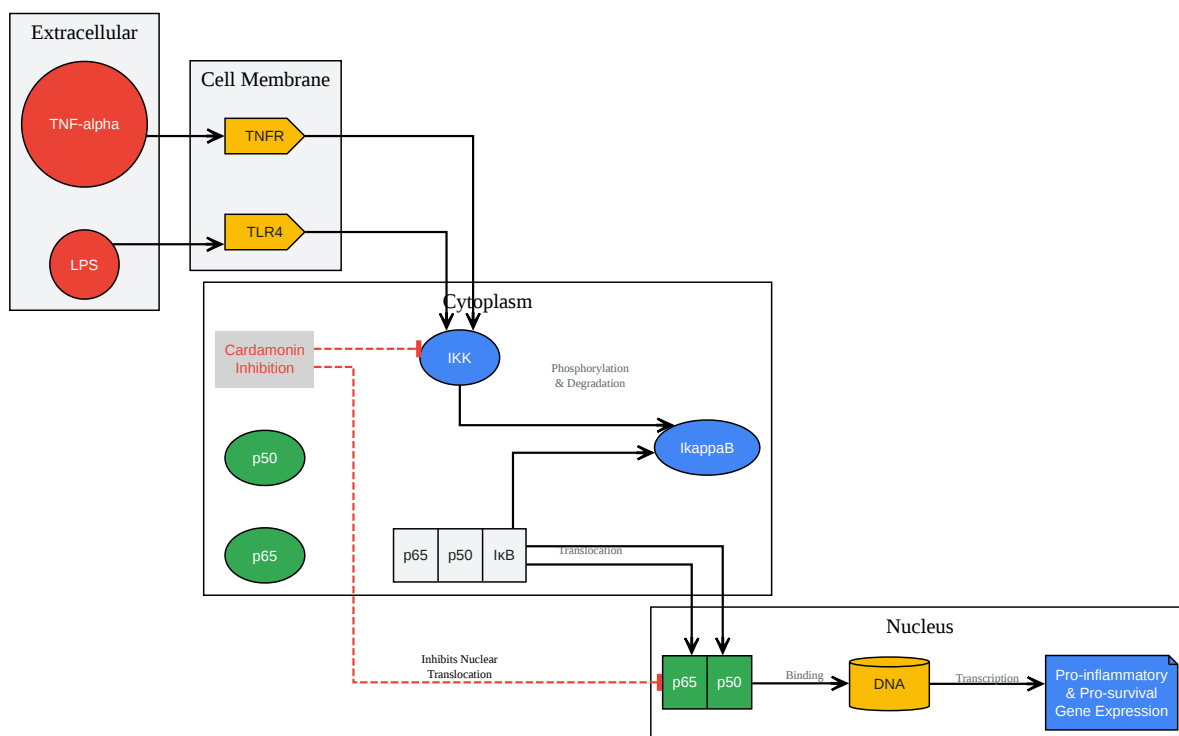 Extracellular
TNF-alpha
LPS
Cell Membrane
TNFR
TLR4
Cytoplasm
Cardamonin
Inhibition
IKK
Phosphorylation
& Degradation
IkappaB
p50
p65
p65 p50 IκB
Translocation
Nucleus
Inhibits Nuclear
Translocation
p65 p50
Binding
DNA
Transcription
Pro-inflammatory
& Pro-survival
Gene Expression